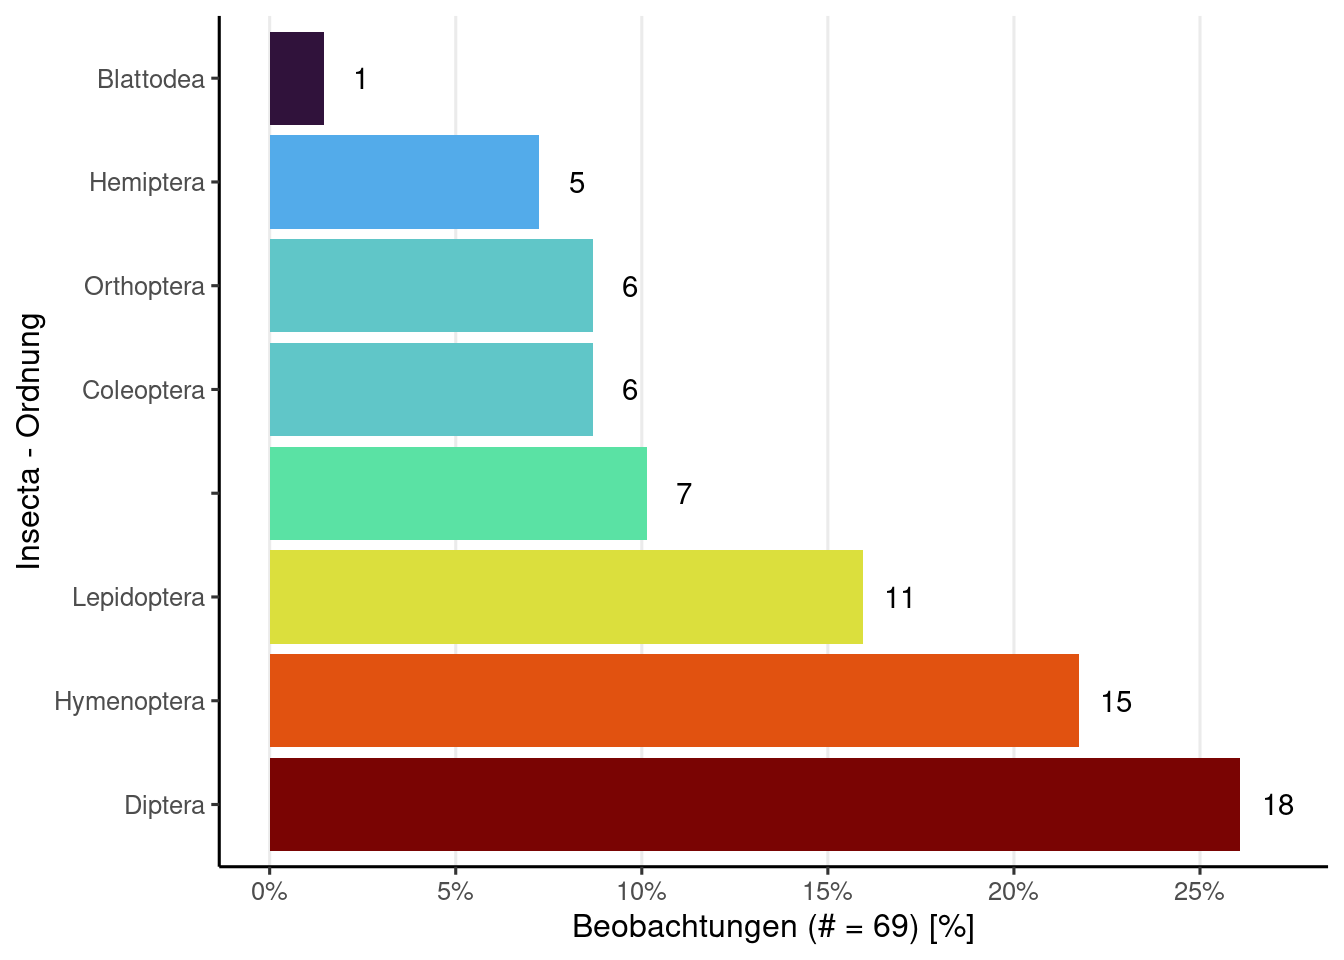 Insecta - Ordnung
Blattodea 1
Hemiptera 5
Orthoptera 6
Coleoptera 6
7
Lepidoptera 11
Hymenoptera 15
Diptera 18
0% 5% 10% 15% 20% 25%
Beobachtungen (# = 69) [%]